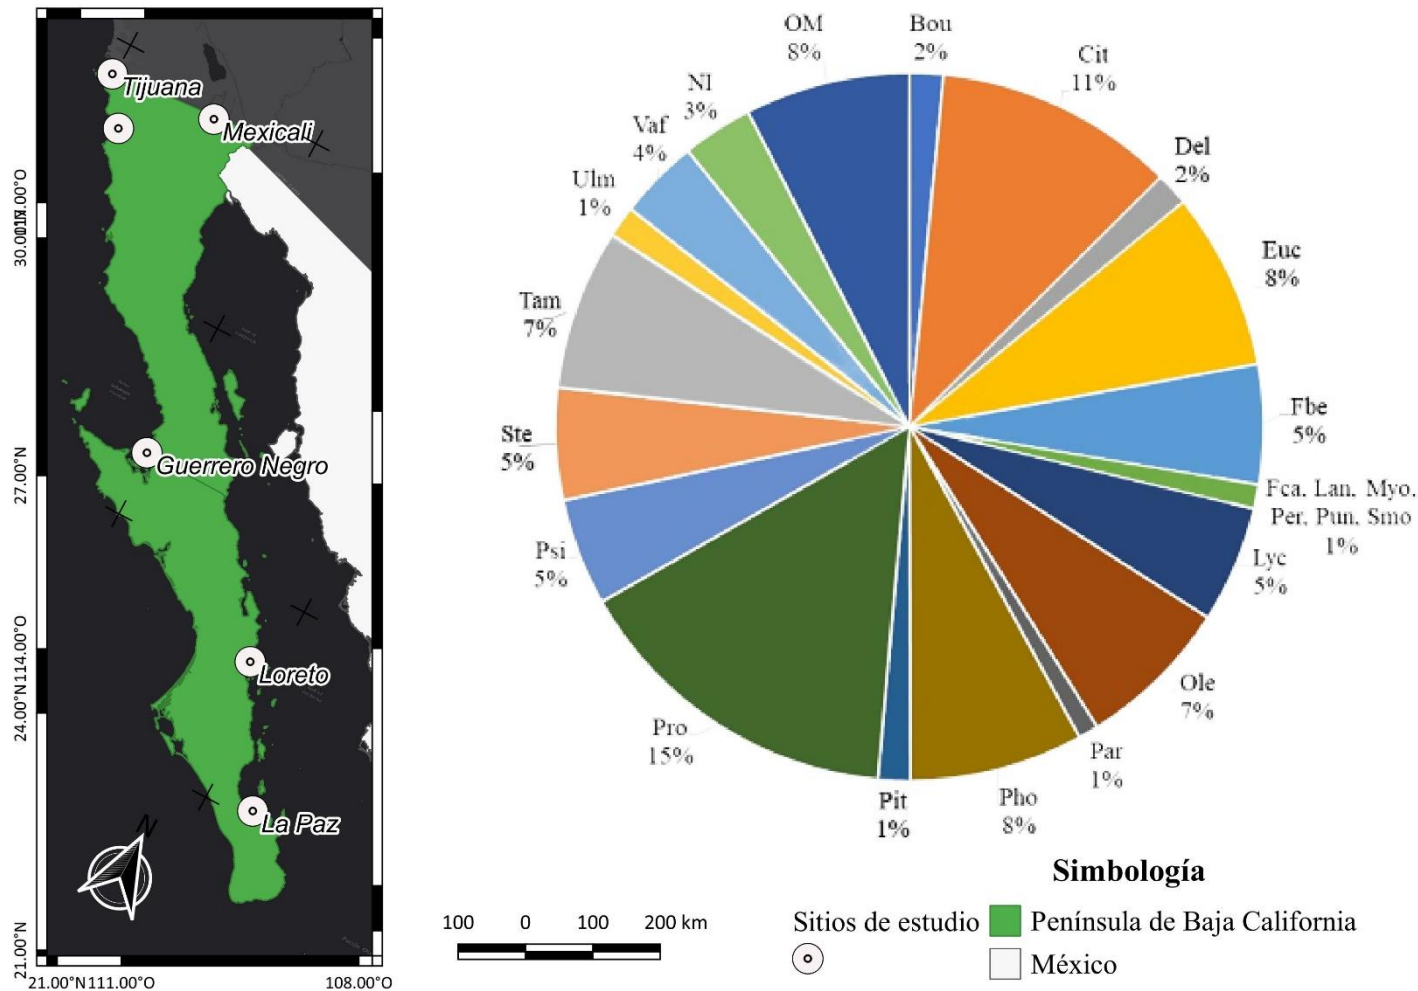 Tijuana
Mexicali
Guerrero Negro
Loreto
La Paz
N
30.00°N
27.00°N
114.00°O
24.00°N
21.00°N
21.00°N
111.00°O
108.00°O
OM
8%
Bou
2%
Cit
11%
Del
2%
Euc
8%
Fbe
5%
Fca, Lan, Myo,
Per, Pun, Smo
1%
Lyc
5%
Ole
7%
Par
1%
Pho
8%
Pit
1%
Pro
15%
Psi
5%
Ste
5%
Tam
7%
Ulm
1%
Vaf
4%
NI
3%
100 0 100 200 km
Simbología
Sitios de estudio
Península de Baja California
México